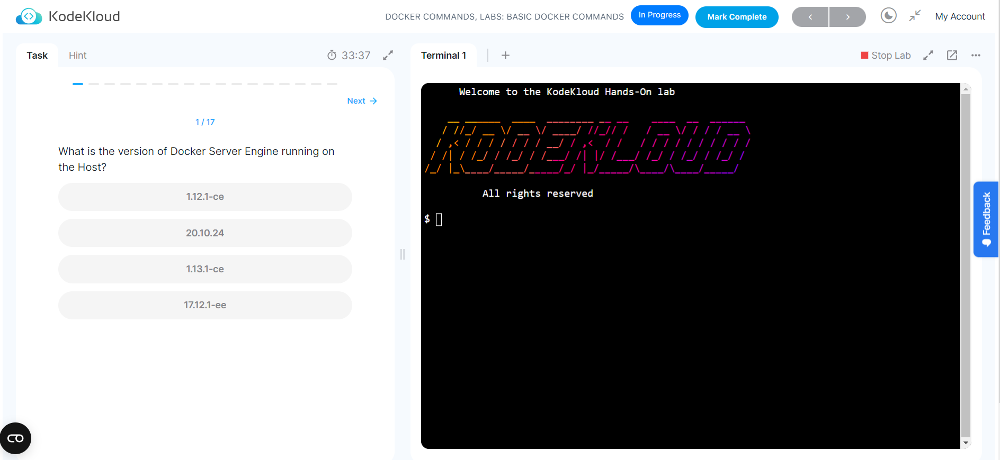 KodeKloud
DOCKER COMMANDS, LABS: BASIC DOCKER COMMANDS
In Progress
Mark Complete
My Account
Task
Hint
33:37
Next →
1 / 17
What is the version of Docker Server Engine running on
the Host?
1.12.1-ce
20.10.24
1.13.1-ce
17.12.1-ee
Terminal 1
+
Stop Lab
Welcome to the KodeKloud Hands-On lab
KODEKLOUD
All rights reserved
$
Feedback